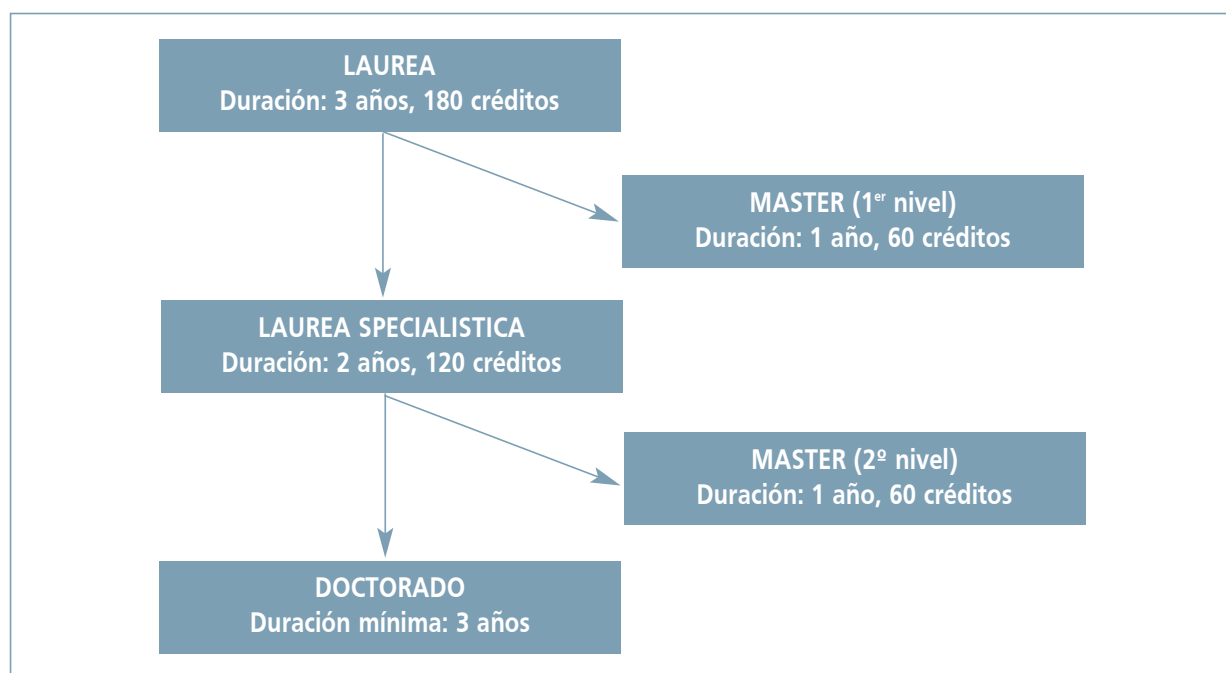 LAUREA
Duración: 3 años, 180 créditos
MASTER (1er nivel)
Duración: 1 año, 60 créditos
LAUREA SPECIALISTICA
Duración: 2 años, 120 créditos
MASTER (2º nivel)
Duración: 1 año, 60 créditos
DOCTORADO
Duración mínima: 3 años